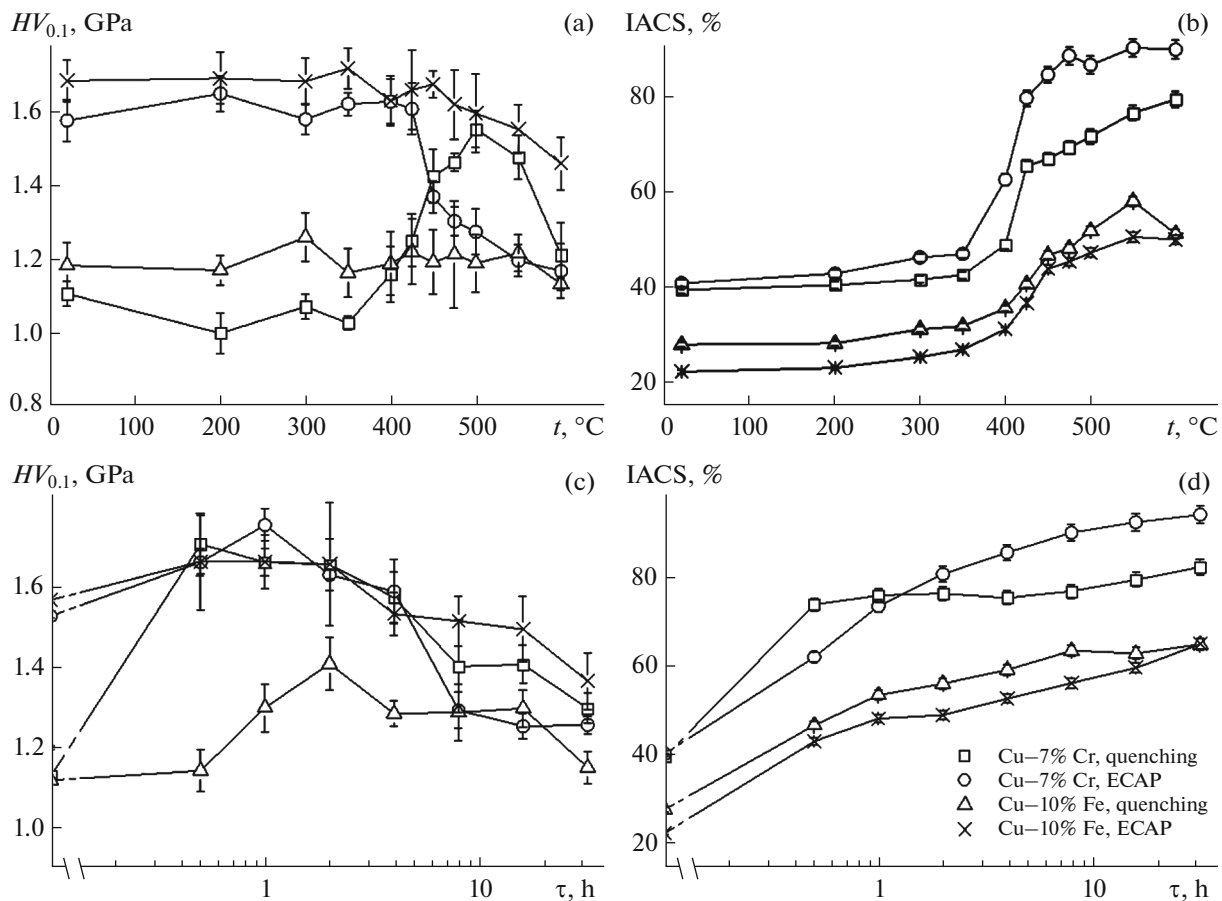 HV0.1, GPa
(a)
1.6
1.4
1.2
1.0
0.8
0
200
300
400
500
t, °C
IACS, %
(b)
80
60
40
20
0
200
300
400
500
t, °C
HV0.1, GPa
(c)
1.6
1.4
1.2
1.0
1
10
τ, h
IACS, %
(d)
80
60
40
20
Cu–7% Cr, quenching
Cu–7% Cr, ECAP
Cu–10% Fe, quenching
Cu–10% Fe, ECAP
1
10
τ, h